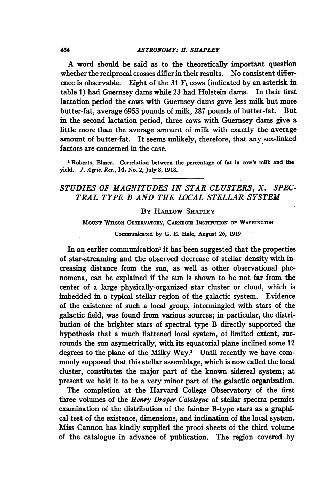 434
ASTRONOMY: H. SHAPLEY
A word should be said as to the theoretically important question
whether the reciprocal crosses differ in their results. No consistent differ-
ence is observable. Eight of the 31 F₁ cows (indicated by an asterisk in
table 1) had Guernsey dams while 23 had Holstein dams. In their first
lactation period the cows with Guernsey dams gave less milk but more
butter-fat, average 6955 pounds of milk, 287 pounds of butter-fat. But
in the second lactation period, three cows with Guernsey dams give a
little more than the average amount of milk with exactly the average
amount of butter-fat. It seems unlikely, therefore, that any sex-linked
factors are concerned in the case.
¹ Roberts, Elmer. Correlation between the percentage of fat in cow's milk and the
yield. J. Agric. Res., 14, No. 2, July 8, 1918.
STUDIES OF MAGNITUDES IN STAR CLUSTERS, X. SPEC-
TRAL TYPE B AND THE LOCAL STELLAR SYSTEM
BY HARLOW SHAPLEY
MOUNT WILSON OBSERVATORY, CARNEGIE INSTITUTION OF WASHINGTON
Communicated by G. E. Hale, August 26, 1919
In an earlier communication¹ it has been suggested that the properties
of star-streaming and the observed decrease of stellar density with in-
creasing distance from the sun, as well as other observational phe-
nomena, can be explained if the sun is shown to be not far from the
center of a large physically-organized star cluster or cloud, which is
imbedded in a typical stellar region of the galactic system. Evidence
of the existence of such a local group, intermingled with stars of the
galactic field, was found from various sources; in particular, the distri-
bution of the brighter stars of spectral type B directly supported the
hypothesis that a much flattened local system, of limited extent, sur-
rounds the sun asymmetrically, with its equatorial plane inclined some 12
degrees to the plane of the Milky Way.² Until recently we have com-
monly supposed that this stellar assemblage, which is now called the local
cluster, constitutes the major part of the known sidereal system; at
present we hold it to be a very minor part of the galactic organization.
The completion at the Harvard College Observatory of the first
three volumes of the Henry Draper Catalogue of stellar spectra permits
examination of the distribution of the fainter B-type stars as a graphi-
cal test of the existence, dimensions, and inclination of the local system.
Miss Cannon has kindly supplied the proof sheets of the third volume
of the catalogue in advance of publication. The region covered by